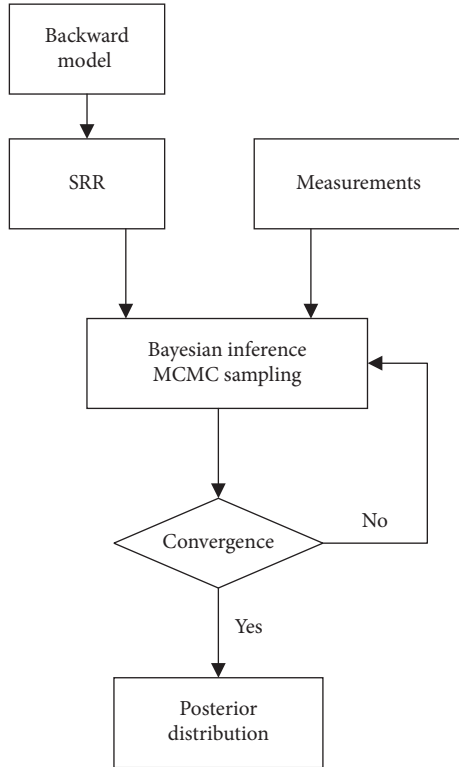 Backward
model
SRR
Measurements
Bayesian inference
MCMC sampling
Convergence
No
Yes
Posterior
distribution